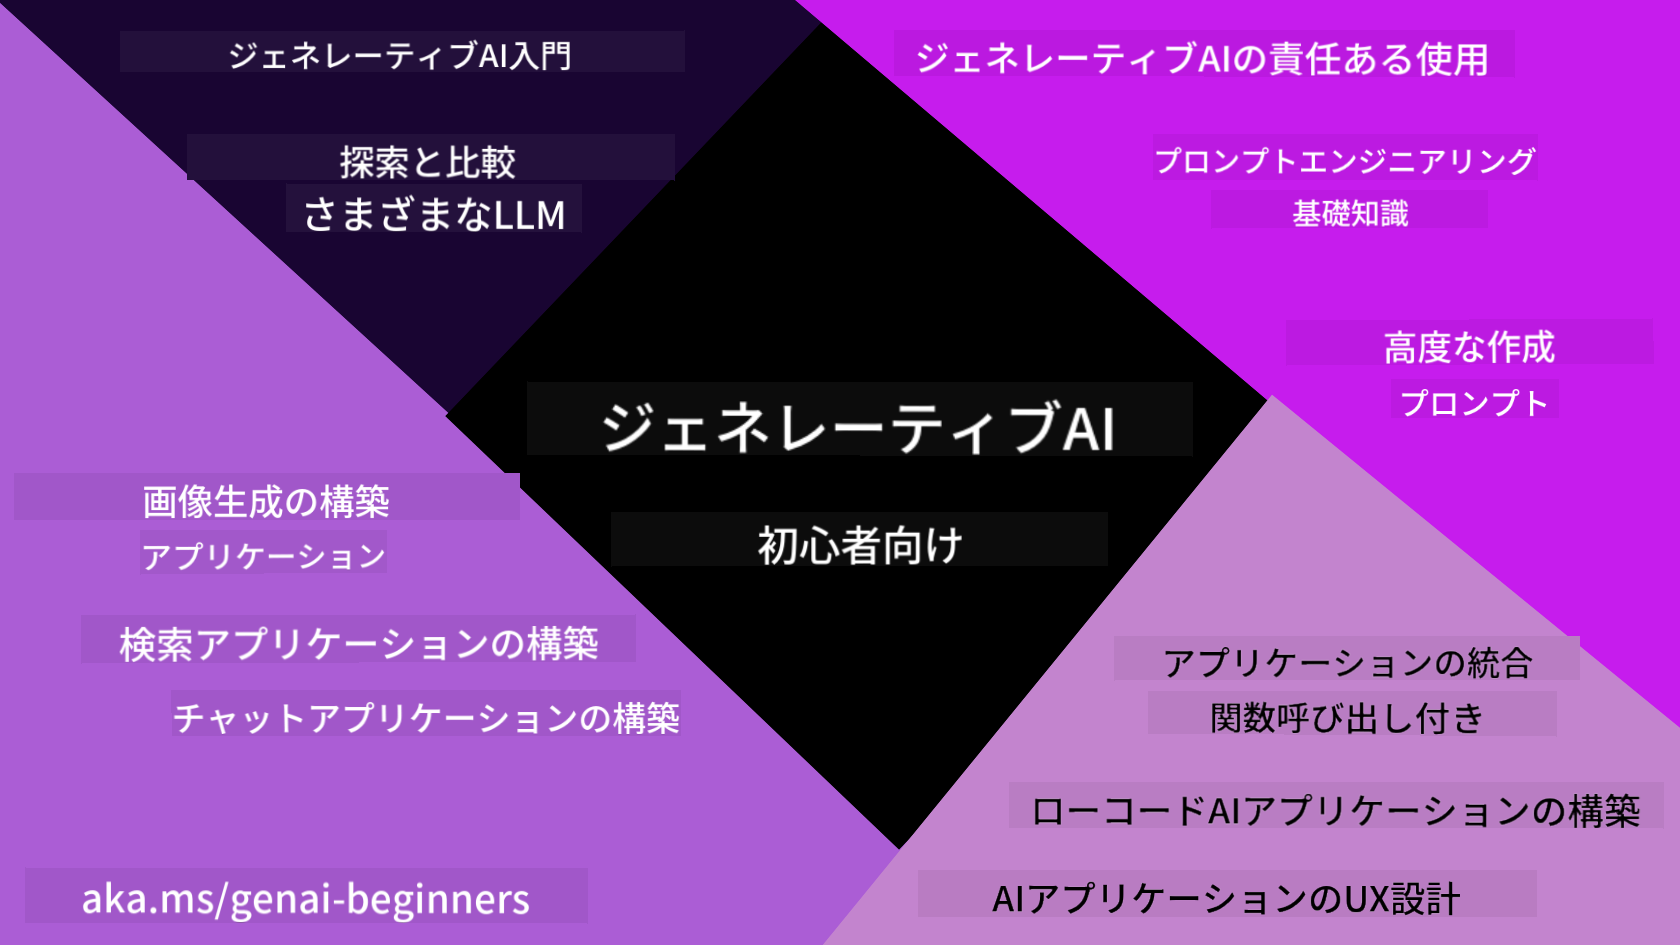 ジェネレーティブAI入門
探索と比較
さまざまなLLM
ジェネレーティブAIの責任ある使用
プロンプトエンジニアリング
基礎知識
高度な作成
プロンプト
ジェネレーティブAI
初心者向け
画像生成の構築
アプリケーション
検索アプリケーションの構築
チャットアプリケーションの構築
aka.ms/genai-beginners
アプリケーションの統合
関数呼び出し付き
ローコードAIアプリケーションの構築
AIアプリケーションのUX設計